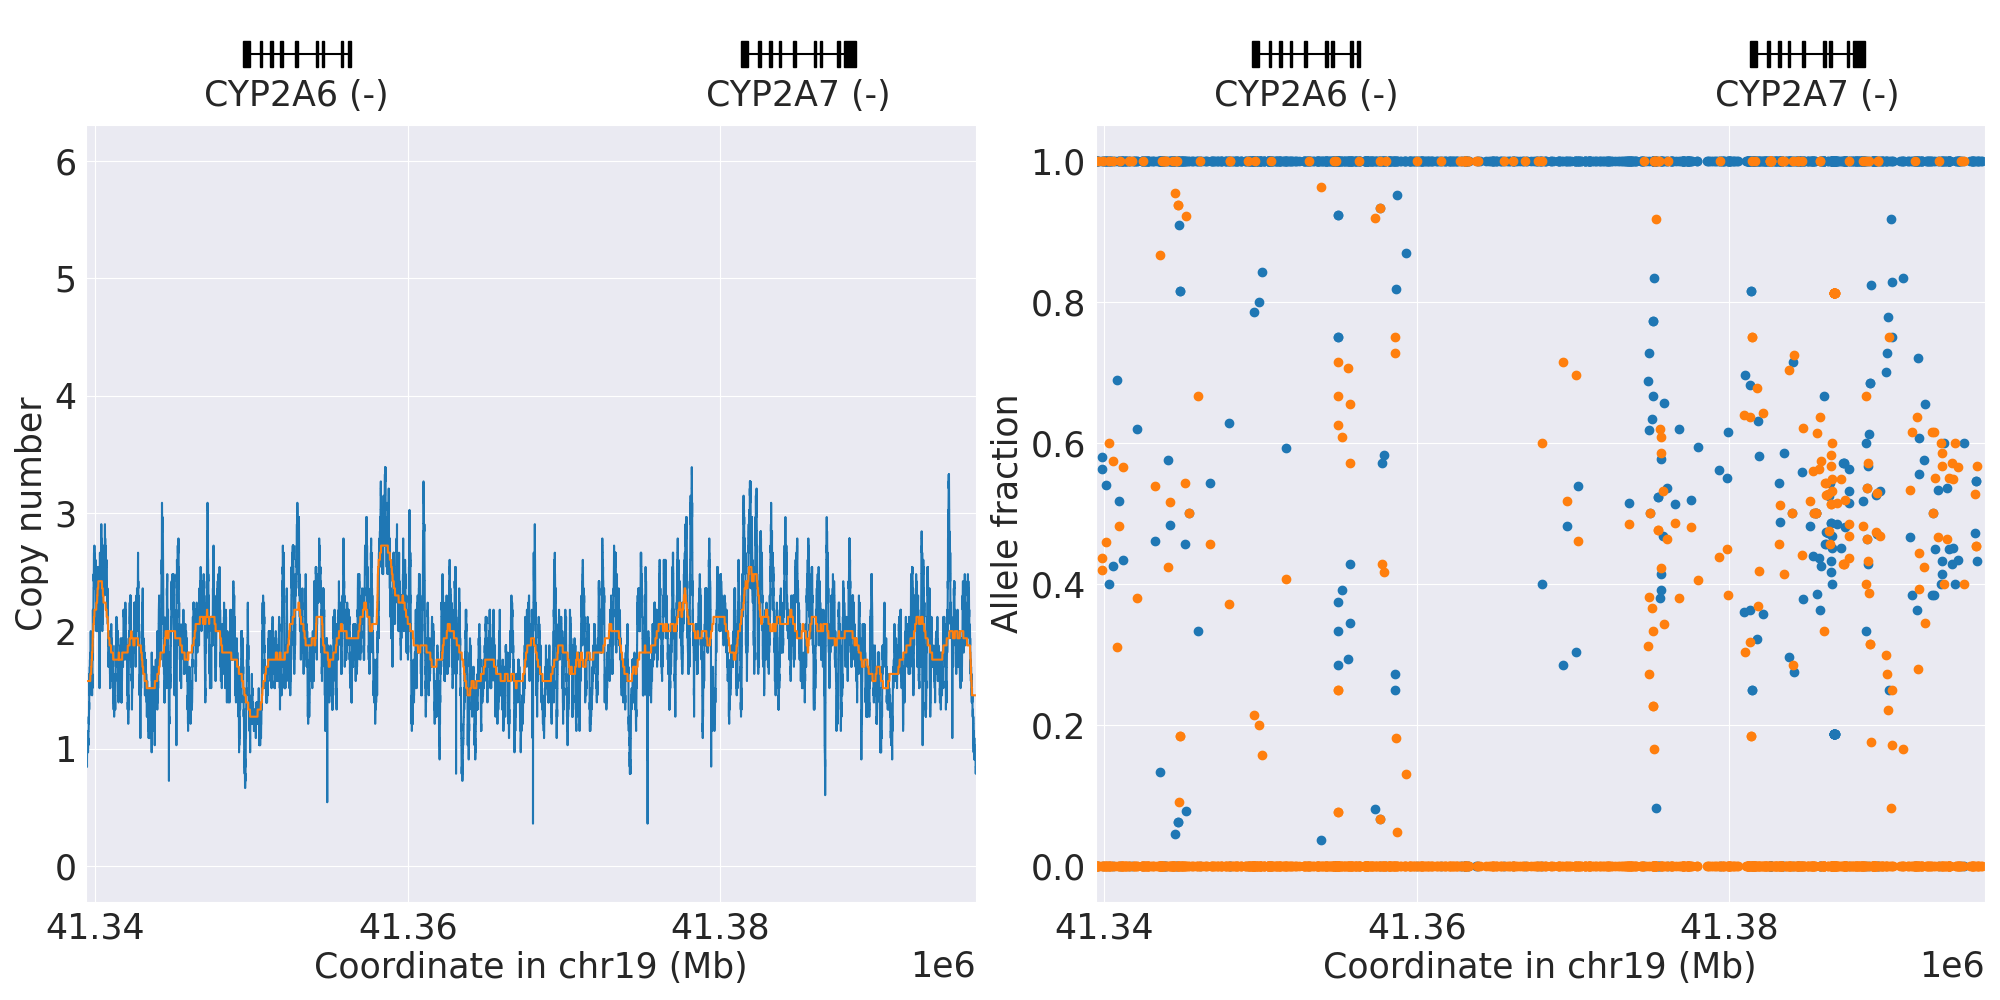 CYP2A6 (-)
CYP2A7 (-)
Copy number
6
5
4
3
2
1
0
41.34
41.36
41.38
Coordinate in chr19 (Mb)
1e6
CYP2A6 (-)
CYP2A7 (-)
Allele fraction
1.0
0.8
0.6
0.4
0.2
0.0
41.34
41.36
41.38
Coordinate in chr19 (Mb)
1e6